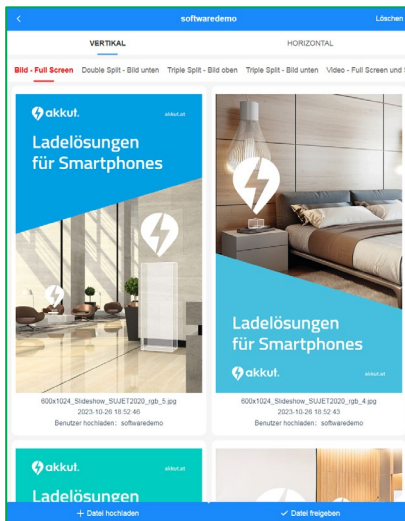 softwaredemo
Löschen
VERTIKAL
HORIZONTAL
Bild - Full Screen Double Split - Bild unten Triple Split - Bild oben Triple Split - Bild unten Video - Full Screen und
akkut.
akkut.at
Ladelösungen
für Smartphones
600x1024_Slideshow_SUJET2020_rgb_5.jpg
2023-10-26 16:52:46
Benutzer hochladen: softwaredemo
Ladelösungen
für Smartphones
akkut.
akkut.at
600x1024_Slideshow_SUJET2020_rgb_4.jpg
2023-10-26 16:52:43
Benutzer hochladen: softwaredemo
akkut.
akkut.at
Ladelösungen
+ Datei hochladen
✓ Datei freigeben